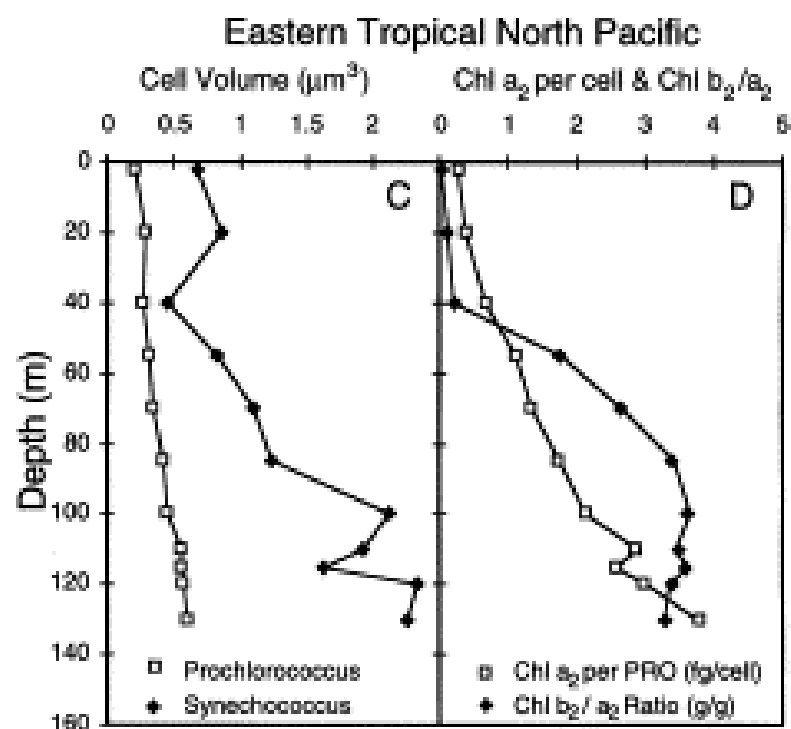 Eastern Tropical North Pacific
Cell Volume (μm³) Chl a₂ per cell & Chl b₂/a₂
0 0.5 1 1.5 2 0 1 2 3 4 5
0
20
40
60
80
100
120
140
160
Depth (m)
C
D
Prochlorococcus
Synechococcus
Chl a₂ per PRO (fg/cell)
Chl b₂/ a₂ Ratio (g/g)